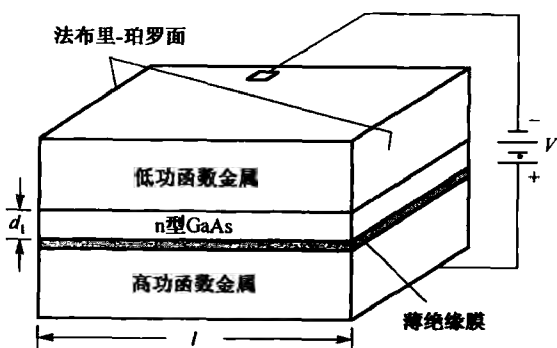 法布里-珀罗面
低功函数金属
n型GaAs
高功函数金属
薄绝缘膜
d₁
l
−
V
+